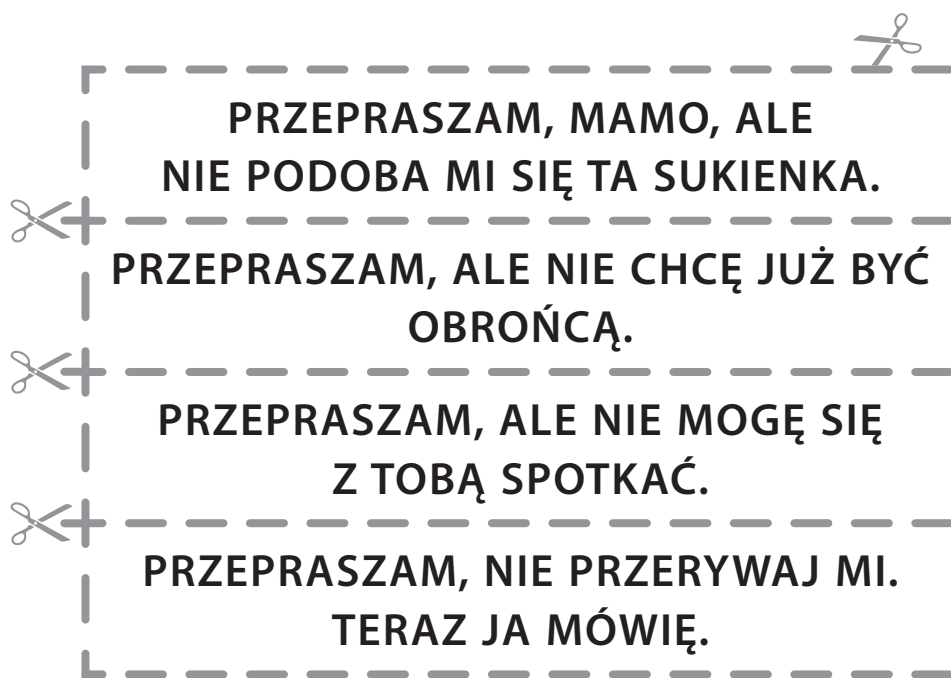 PRZEPRASZAM, MAMO, ALE
NIE PODOBA MI SIĘ TA SUKIENKA.
PRZEPRASZAM, ALE NIE CHCĘ JUŻ BYĆ
OBROŃCĄ.
PRZEPRASZAM, ALE NIE MOGĘ SIĘ
Z TOBĄ SPOTKAĆ.
PRZEPRASZAM, NIE PRZERYWAJ MI.
TERAZ JA MÓWIĘ.